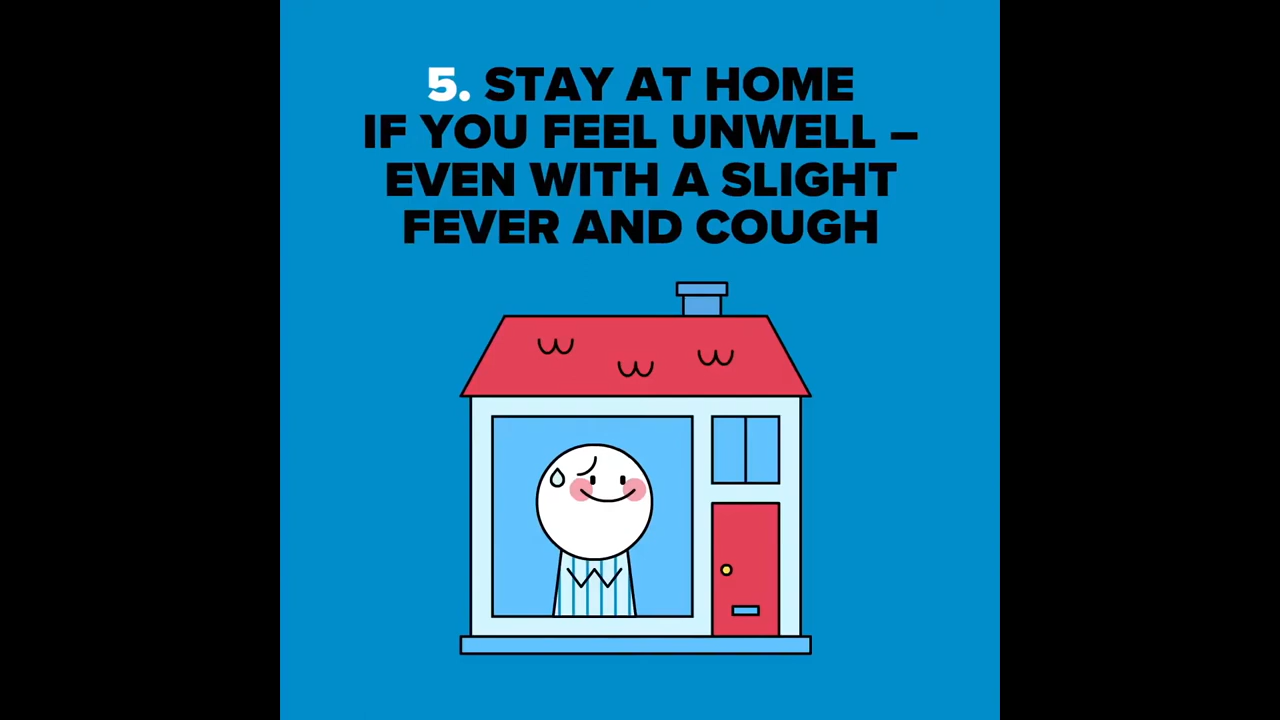 5. STAY AT HOME
IF YOU FEEL UNWELL –
EVEN WITH A SLIGHT
FEVER AND COUGH